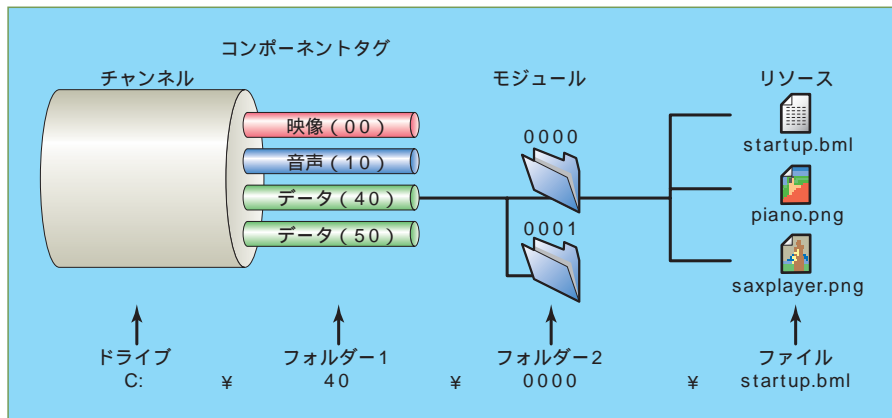 コンポーネントタグ
チャンネル
モジュール
リソース
映像(00)
音声(10)
データ(40)
データ(50)
0000
0001
startup.bml
piano.png
saxplayer.png
ドライブ
フォルダー1
フォルダー2
ファイル
C: ¥ 40 ¥ 0000 ¥ startup.bml